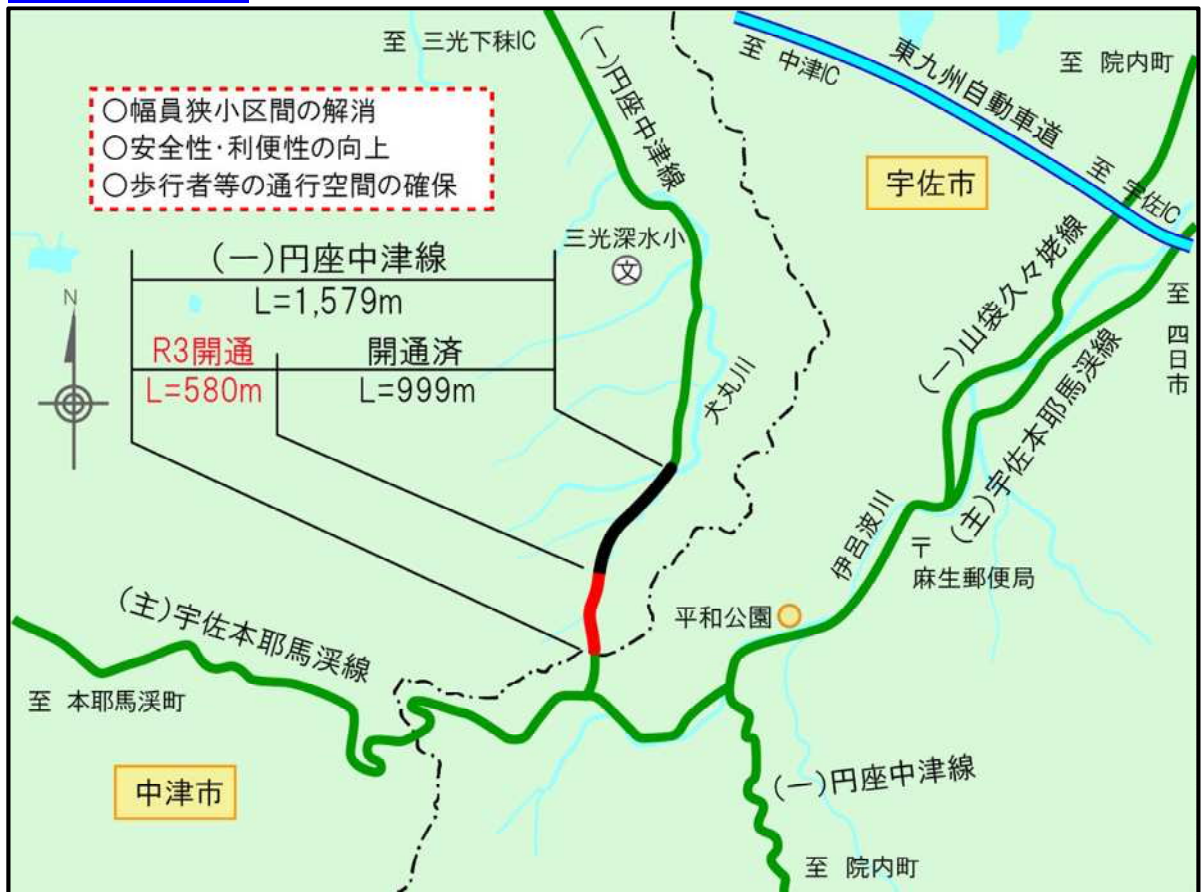 至 三光下秣IC
(一)円座中津線
至 中津IC
東九州自動車道
至 院内町
○幅員狭小区間の解消
○安全性・利便性の向上
○歩行者等の通行空間の確保
宇佐市
至 宇佐IC
三光深水小
文
(一)円座中津線
L=1,579m
N
R3開通
開通済
L=580m
L=999m
犬丸川
(一)山袋久々姥線
至 四日市
(主)宇佐本耶馬渓線
伊呂波川
〒
麻生郵便局
平和公園
(主)宇佐本耶馬渓線
至 本耶馬渓町
中津市
(一)円座中津線
至 院内町